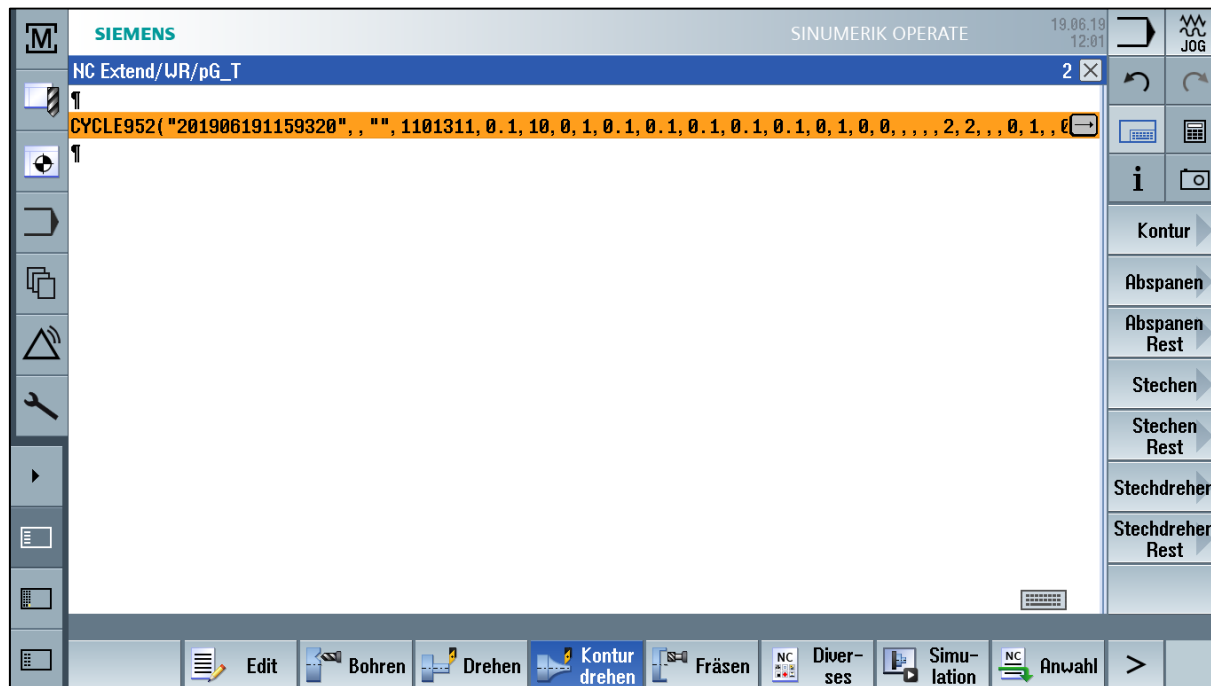 M
SIEMENS
SINUMERIK OPERATE
19.06.19
12:01
JOG
NC Extend/WR/pG_T
2
¶
CYCLE952("201906191159320",,"",1101311,0.1,10,0,1,0.1,0.1,0.1,0.1,0.1,0,1,0,0,,,,,2,2,,,0,1,,0
¶
i
Kontur
Abspanen
Abspanen
Rest
Stechen
Stechen
Rest
Stechdrehen
Stechdrehen
Rest
Edit
Bohren
Drehen
Kontur
drehen
Fräsen
NC
Diver-
ses
Simu-
lation
NC
Anwahl
>